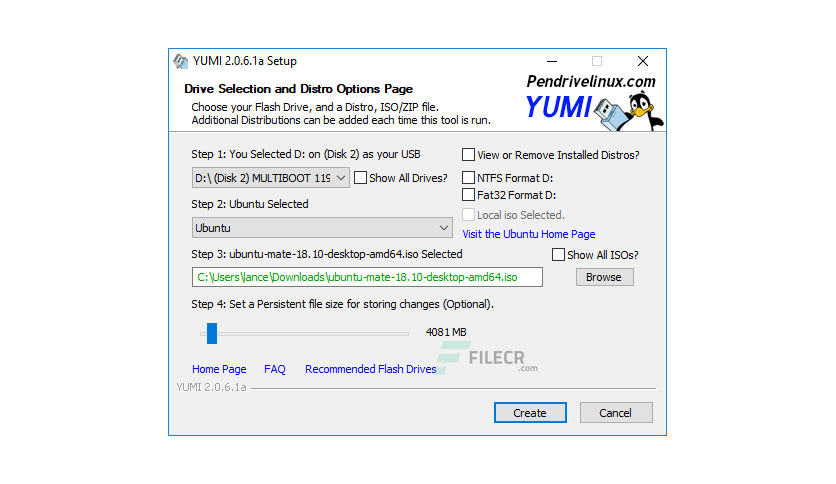 YUMI 2.0.6.1a Setup
Pendrivelinux.com
YUMI
Drive Selection and Distro Options Page
Choose your Flash Drive, and a Distro, ISO/ZIP file.
Additional Distributions can be added each time this tool is run.
Step 1: You Selected D: on (Disk 2) as your USB
View or Remove Installed Distros?
D:\ (Disk 2) MULTIBOOT 119
Show All Drives?
NTFS Format D:
Fat32 Format D:
Step 2: Ubuntu Selected
Local iso Selected.
Ubuntu
Visit the Ubuntu Home Page
Step 3: ubuntu-mate-18.10-desktop-amd64.iso Selected
Show All ISOs?
C:\Users\lance\Downloads\ubuntu-mate-18.10-desktop-amd64.iso
Browse
Step 4: Set a Persistent file size for storing changes (Optional).
4081 MB
FILECR
.com
Home Page FAQ Recommended Flash Drives
YUMI 2.0.6.1a
Create Cancel